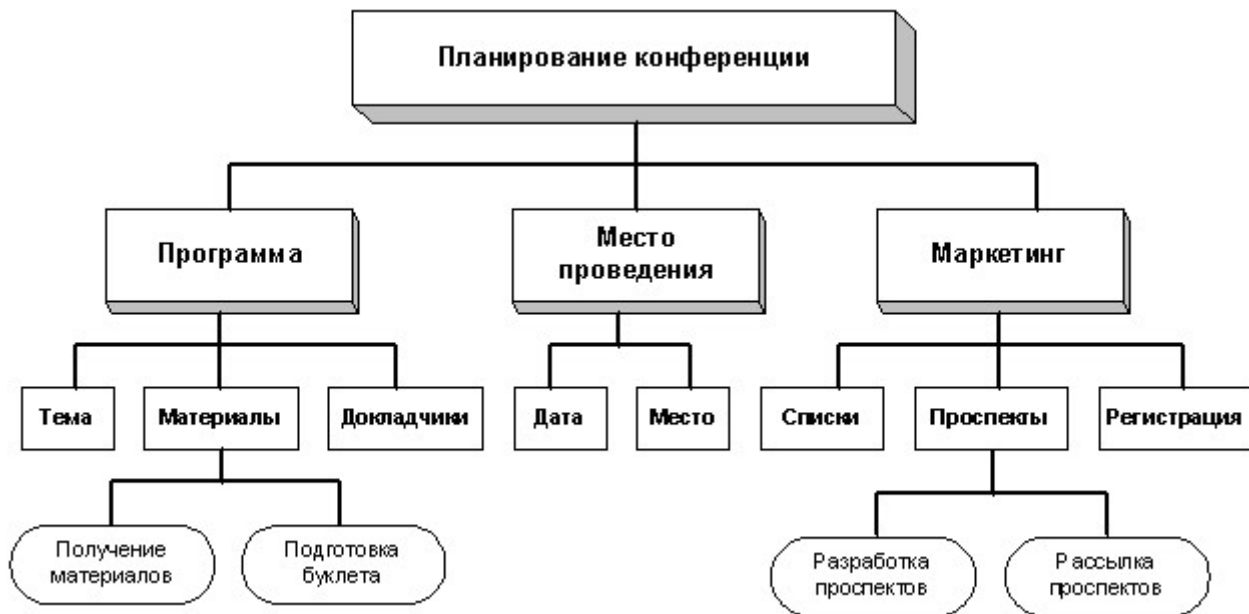 Планирование конференции
Программа
Место
проведения
Маркетинг
Тема
Материалы
Докладчики
Дата
Место
Списки
Проспекты
Регистрация
Получение
материалов
Подготовка
буклета
Разработка
проспектов
Рассылка
проспектов